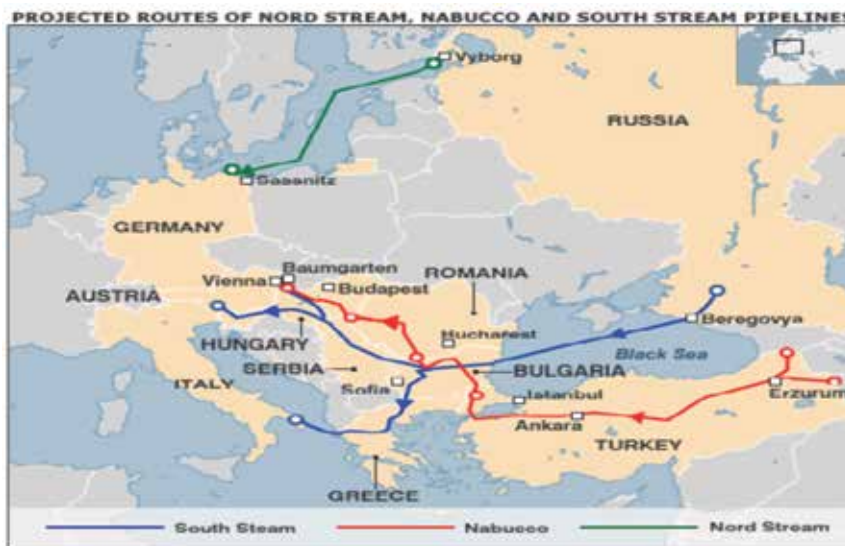 PROJECTED ROUTES OF NORD STREAM, NABUCCO AND SOUTH STREAM PIPELINES
Vyborg
RUSSIA
Sassnitz
GERMANY
Baumgarten
Vienna
Budapest
ROMANIA
AUSTRIA
Beregovya
HUNGARY
Bucharest
Black Sea
SERBIA
BULGARIA
ITALY
Sofia
Istanbul
Erzurum
Ankara
TURKEY
GREECE
South Steam
Nabucco
Nord Stream